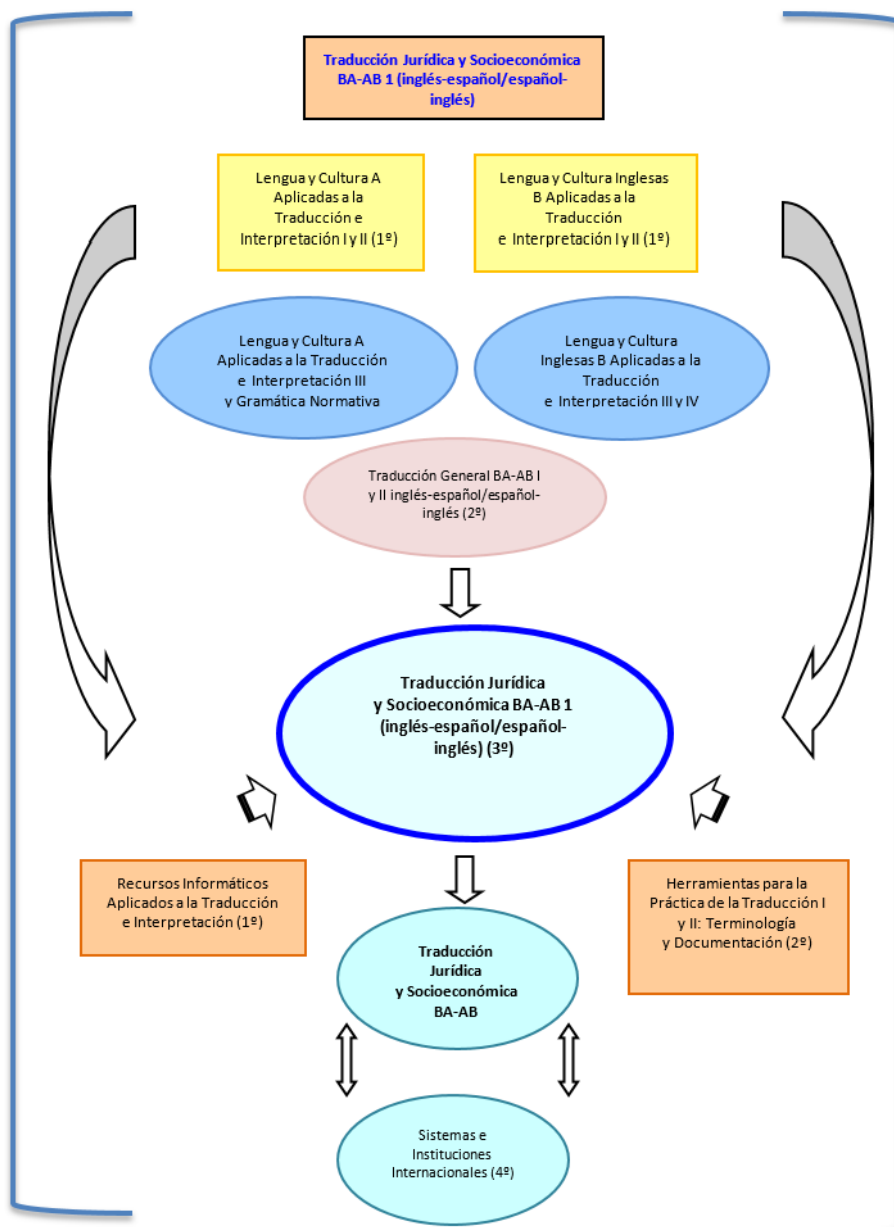 Traducción Jurídica y Socioeconómica
BA-AB 1 (inglés-español/español-
inglés)
Lengua y Cultura A
Aplicadas a la
Traducción e
Interpretación I y II (1º)
Lengua y Cultura Inglesas
B Aplicadas a la
Traducción
e Interpretación I y II (1º)
Lengua y Cultura A
Aplicadas a la Traducción
e Interpretación III
y Gramática Normativa
Lengua y Cultura
Inglesas B Aplicadas a la
Traducción
e Interpretación III y IV
Traducción General BA-AB I
y II inglés-español/español-
inglés (2º)
Traducción Jurídica
y Socioeconómica BA-AB 1
(inglés-español/español-
inglés) (3º)
Recursos Informáticos
Aplicados a la Traducción
e Interpretación (1º)
Herramientas para la
Práctica de la Traducción I
y II: Terminología
y Documentación (2º)
Traducción
Jurídica
y Socioeconómica
BA-AB
Sistemas e
Instituciones
Internacionales (4º)